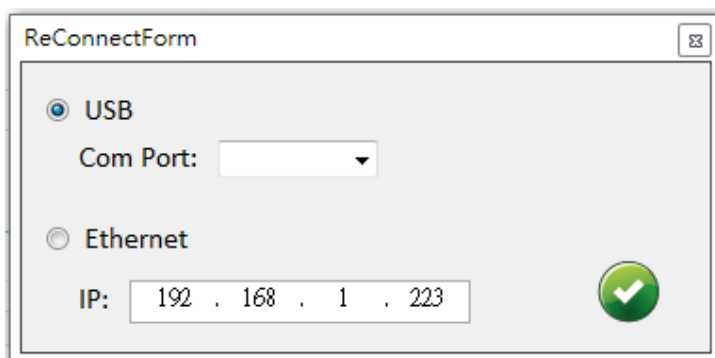 ReConnectForm
USB
Com Port:
Ethernet
IP: 192 . 168 . 1 . 223